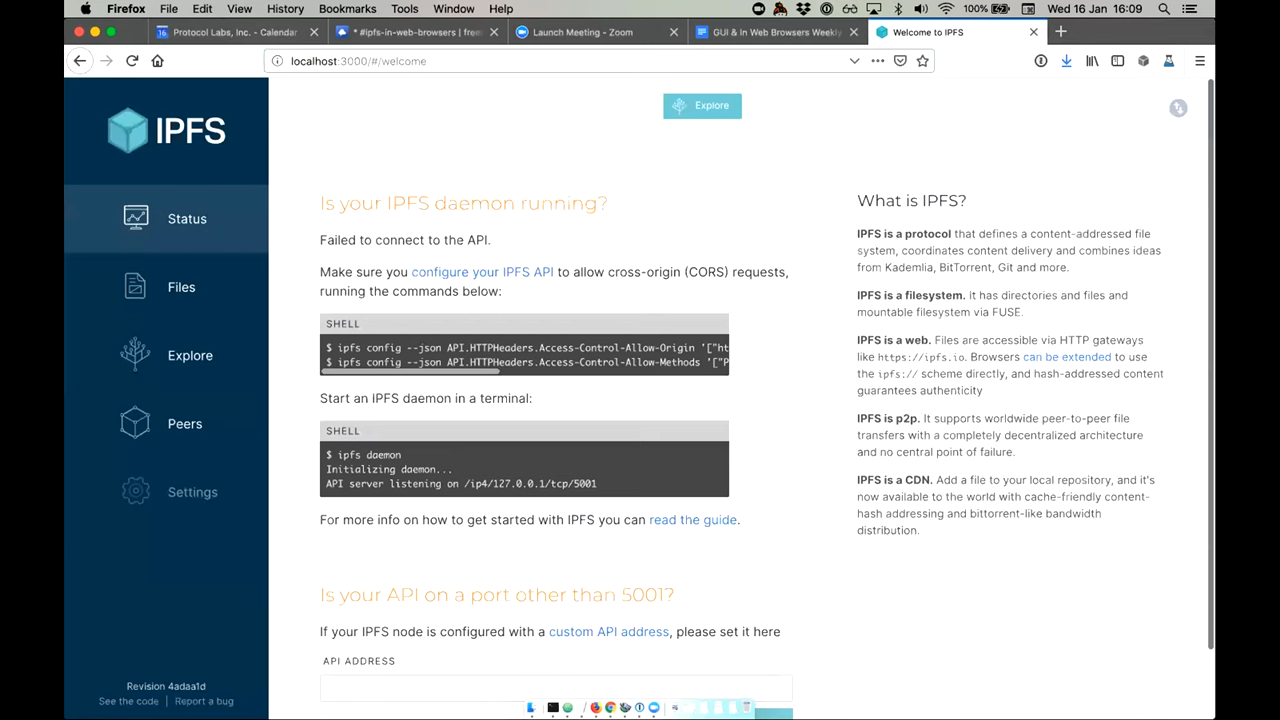 Firefox File Edit View History Bookmarks Tools Window Help 100% Wed 16 Jan 16:09
Protocol Labs, Inc. - Calendar
* #ipfs-in-web-browsers | free
Launch Meeting - Zoom
GUI & In Web Browsers Weekly
Welcome to IPFS
localhost:3000/#/welcome
IPFS
Explore
Status
Files
Explore
Peers
Settings
Revision 4adaa1d
See the code | Report a bug
Is your IPFS daemon running?
Failed to connect to the API.
Make sure you configure your IPFS API to allow cross-origin (CORS) requests,
running the commands below:
SHELL
$ ipfs config --json API.HTTPHeaders.Access-Control-Allow-Origin '["ht
$ ipfs config --json API.HTTPHeaders.Access-Control-Allow-Methods '["P
Start an IPFS daemon in a terminal:
SHELL
$ ipfs daemon
Initializing daemon...
API server listening on /ip4/127.0.0.1/tcp/5001
For more info on how to get started with IPFS you can read the guide.
Is your API on a port other than 5001?
If your IPFS node is configured with a custom API address, please set it here
API ADDRESS
What is IPFS?
IPFS is a protocol that defines a content-addressed file
system, coordinates content delivery and combines ideas
from Kademlia, BitTorrent, Git and more.
IPFS is a filesystem. it has directories and files and
mountable filesystem via FUSE.
IPFS is a web. Files are accessible via HTTP gateways
like https://ipfs.io. Browsers can be extended to use
the ipfs:// scheme directly, and hash-addressed content
guarantees authenticity
IPFS is p2p. It supports worldwide peer-to-peer file
transfers with a completely decentralized architecture
and no central point of failure.
IPFS is a CDN. Add a file to your local repository, and it's
now available to the world with cache-friendly content-
hash addressing and bittorrent-like bandwidth
distribution.